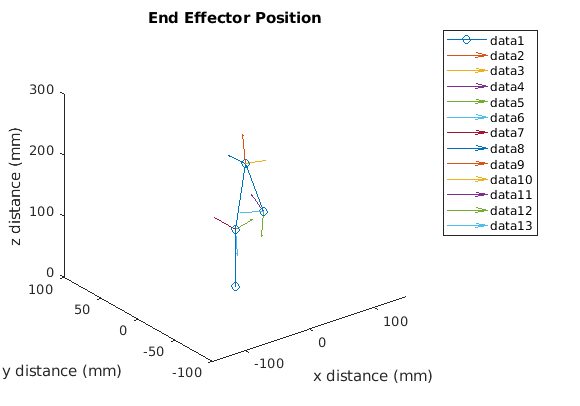 End Effector Position
data1
data2
data3
data4
data5
data6
data7
data8
data9
data10
data11
data12
data13
300
200
100
0
z distance (mm)
100
50
0
-50
-100
y distance (mm)
-100
0
100
x distance (mm)